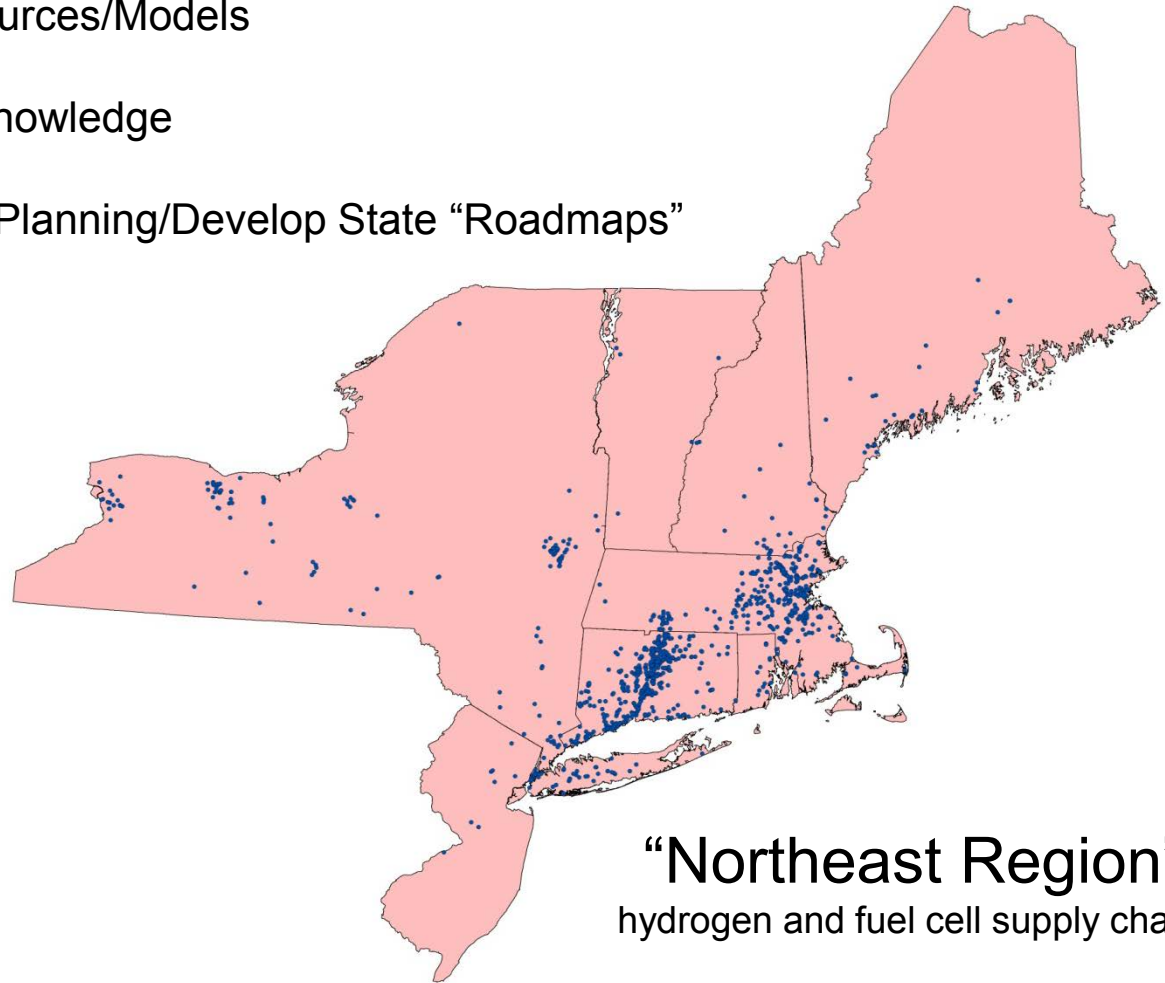 urces/Models
nowledge
Planning/Develop State “Roadmaps”
“Northeast Region”
hydrogen and fuel cell supply cha